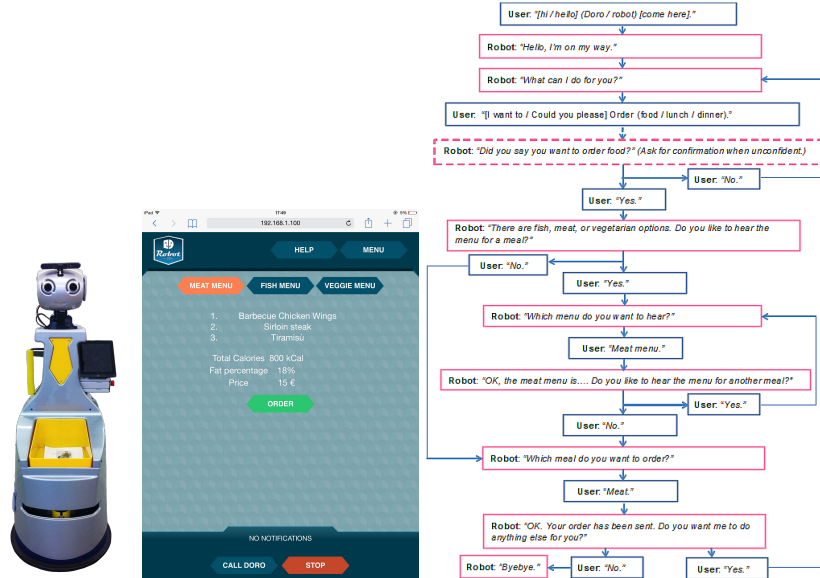 iPad
17:49
9%
192.168.1.100
Robot
HELP
MENU
MEAT MENU
FISH MENU
VEGGIE MENU
1. Barbecue Chicken Wings
2. Sirloin steak
3. Tiramisù
Total Calories 800 kCal
Fat percentage 18%
Price 15 €
ORDER
NO NOTIFICATIONS
CALL DORO
STOP
User: "[hi / hello] (Doro / robot) [come here]."
Robot: "Hello, I'm on my way."
Robot: "What can I do for you?"
User: "[I want to / Could you please] Order (food / lunch / dinner)."
Robot: "Did you say you want to order food?" (Ask for confirmation when unconfident.)
User: "No."
User: "Yes."
Robot: "There are fish, meat, or vegetarian options. Do you like to hear the
menu for a meal?"
User: "No."
User: "Yes."
Robot: "Which menu do you want to hear?"
User: "Meat menu."
Robot: "OK, the meat menu is.... Do you like to hear the menu for another meal?"
User: "Yes."
User: "No."
Robot: "Which meal do you want to order?"
User: "Meat."
Robot: "OK. Your order has been sent. Do you want me to do
anything else for you?"
Robot: "Byebye."
User: "No."
User: "Yes."